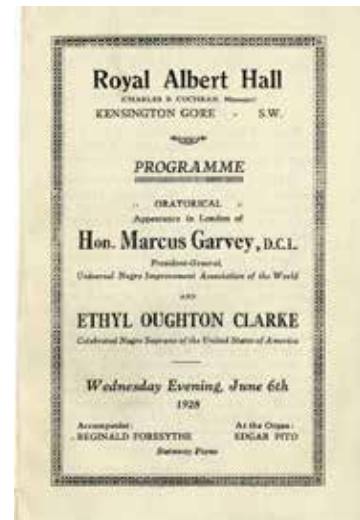 Royal Albert Hall
(CHARLES B. COCHRAN, Manager)
KENSINGTON GORE - S.W.
PROGRAMME
ORATORICAL
Appearance in London of
Hon. Marcus Garvey, D.C.L.
President-General,
Universal Negro Improvement Association of the World
AND
ETHYL OUGHTON CLARKE
Celebrated Negro Soprano of the United States of America
Wednesday Evening, June 6th
1928
Accompanist: At the Organ:
REGINALD FORSYTHE EDGAR PITO
Steinway Piano